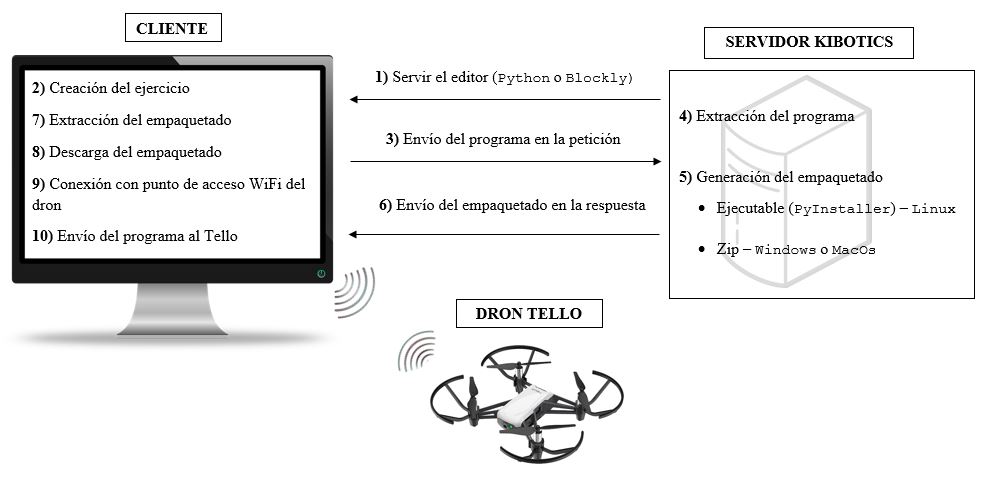 CLIENTE
2) Creación del ejercicio
7) Extracción del empaquetado
8) Descarga del empaquetado
9) Conexión con punto de acceso WiFi del
dron
10) Envío del programa al Tello
1) Servir el editor (Python o Blockly)
3) Envío del programa en la petición
6) Envío del empaquetado en la respuesta
SERVIDOR KIBOTICS
4) Extracción del programa
5) Generación del empaquetado
• Ejecutable (PyInstaller) – Linux
• Zip – Windows o MacOs
DRON TELLO